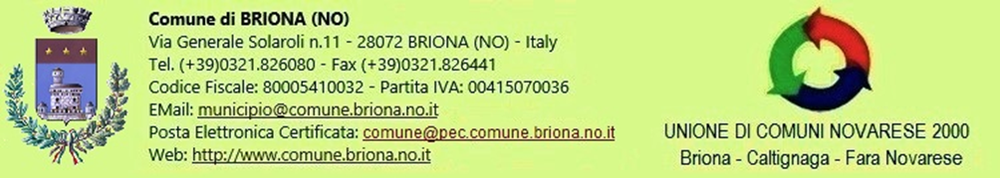 Comune di BRIONA (NO)
Via Generale Solaroli n.11 - 28072 BRIONA (NO) - Italy
Tel. (+39)0321.826080 - Fax (+39)0321.826441
Codice Fiscale: 80005410032 - Partita IVA: 00415070036
EMail: municipio@comune.briona.no.it
Posta Elettronica Certificata: comune@pec.comune.briona.no.it
Web: http://www.comune.briona.no.it
UNIONE DI COMUNI NOVARESE 2000
Briona - Caltignaga - Fara Novarese